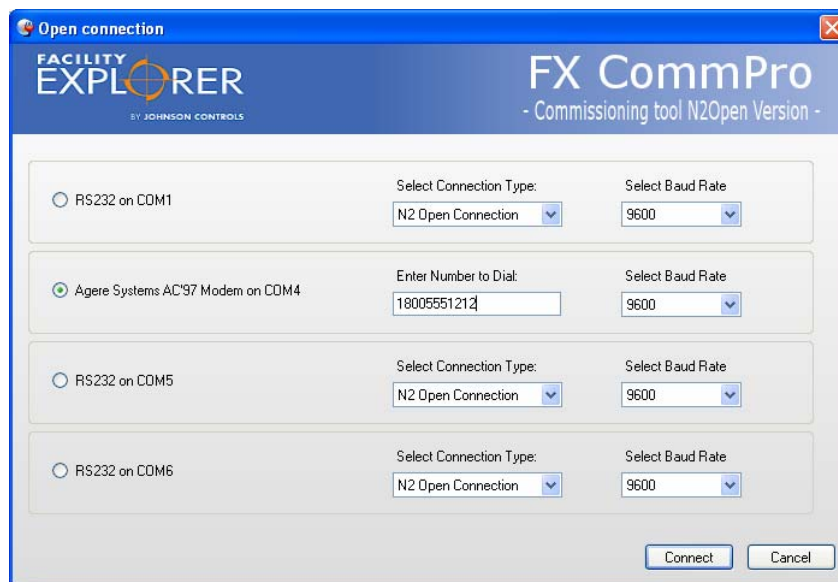 Open connection
FACILITY
EXPLORER
BY JOHNSON CONTROLS
FX CommPro
- Commissioning tool N2Open Version -
RS232 on COM1
Select Connection Type:
N2 Open Connection
Select Baud Rate
9600
Agere Systems AC'97 Modem on COM4
Enter Number to Dial:
18005551212
Select Baud Rate
9600
RS232 on COM5
Select Connection Type:
N2 Open Connection
Select Baud Rate
9600
RS232 on COM6
Select Connection Type:
N2 Open Connection
Select Baud Rate
9600
Connect
Cancel